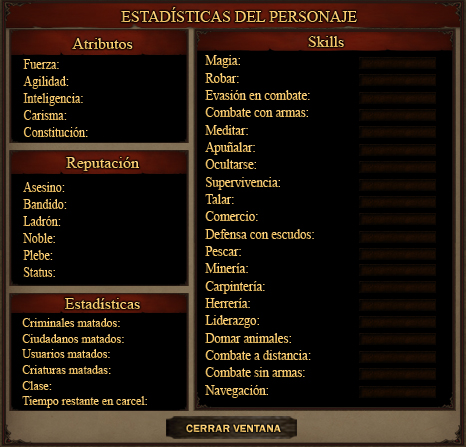 ESTADÍSTICAS DEL PERSONAJE
Atributos
Fuerza:
Agilidad:
Inteligencia:
Carisma:
Constitución:
Reputación
Asesino:
Bandido:
Ladrón:
Noble:
Plebe:
Status:
Estadísticas
Criminales matados:
Ciudadanos matados:
Usuarios matados:
Criaturas matadas:
Clase:
Tiempo restante en carcel:
Skills
Magia:
Robar:
Evasión en combate:
Combate con armas:
Meditar:
Apuñalar:
Ocultarse:
Supervivencia:
Talar:
Comercio:
Defensa con escudos:
Pescar:
Minería:
Carpintería:
Herrería:
Liderazgo:
Domar animales:
Combate a distancia:
Combate sin armas:
Navegación:
CERRAR VENTANA